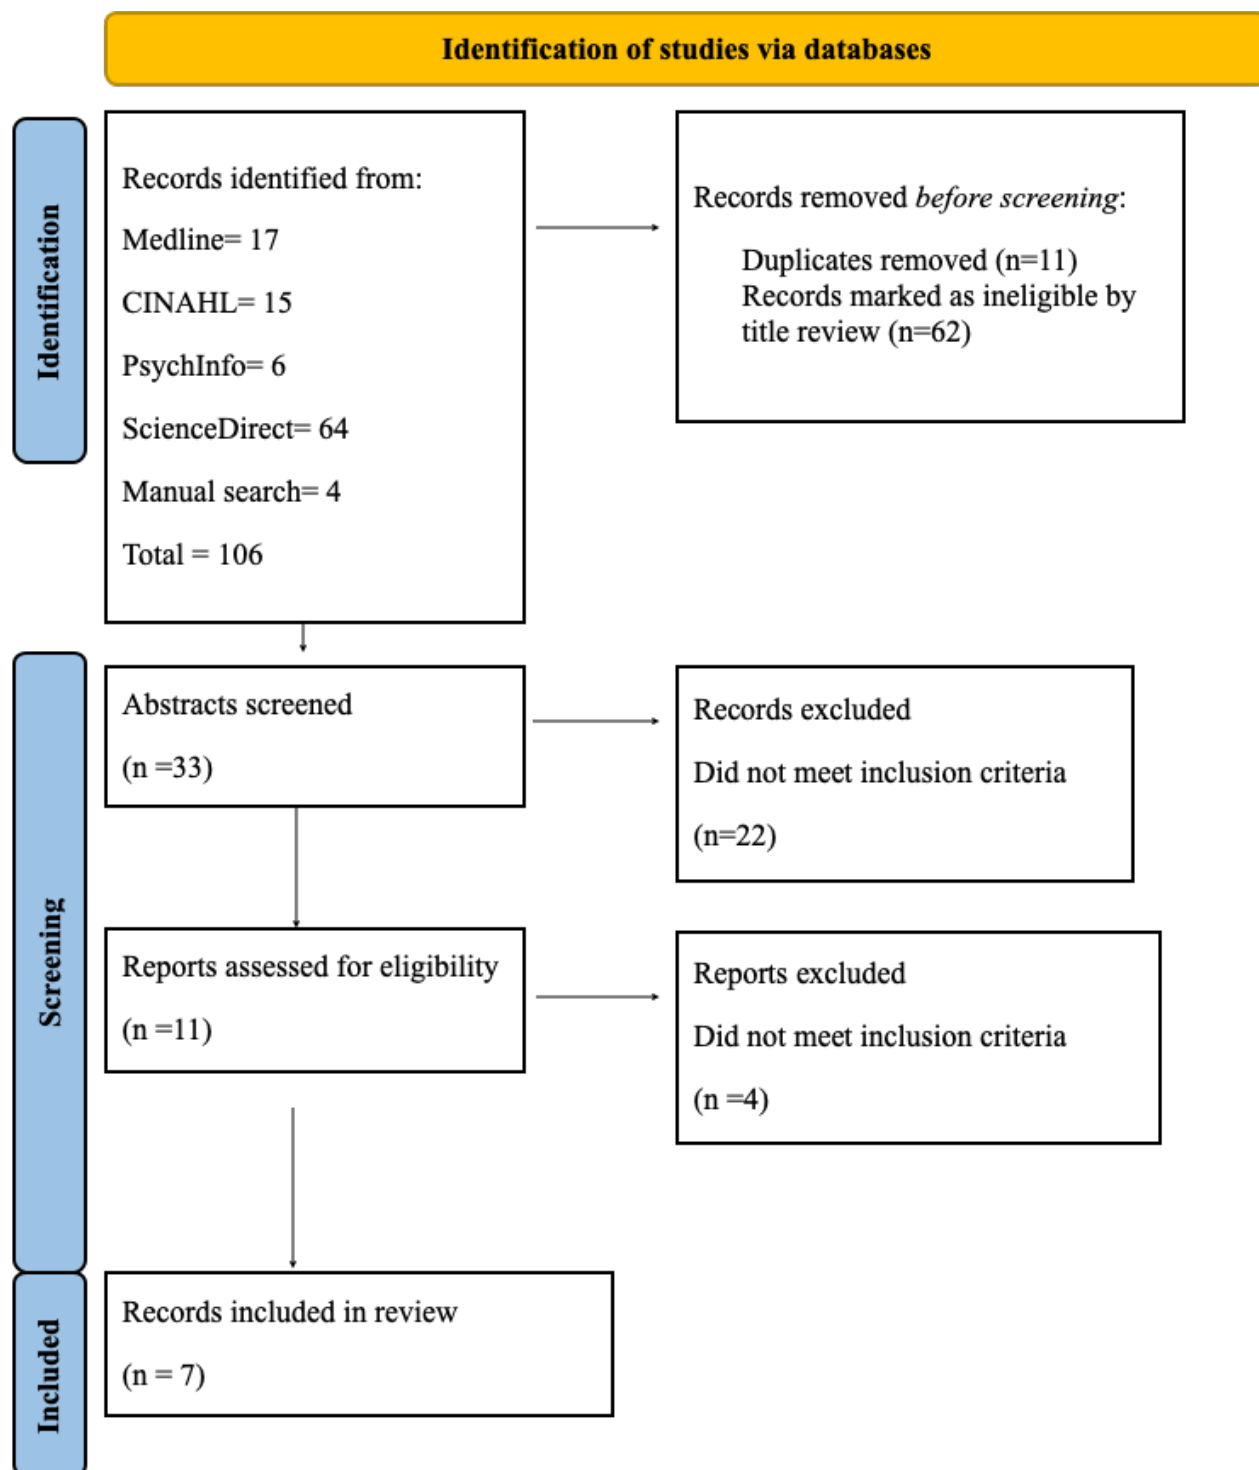 Identification of studies via databases
Identification
Records identified from:
Medline= 17
CINAHL= 15
PsychInfo= 6
ScienceDirect= 64
Manual search= 4
Total = 106
Records removed before screening:
Duplicates removed (n=11)
Records marked as ineligible by
title review (n=62)
Screening
Abstracts screened
(n =33)
Records excluded
Did not meet inclusion criteria
(n=22)
Reports assessed for eligibility
(n =11)
Reports excluded
Did not meet inclusion criteria
(n =4)
Included
Records included in review
(n = 7)